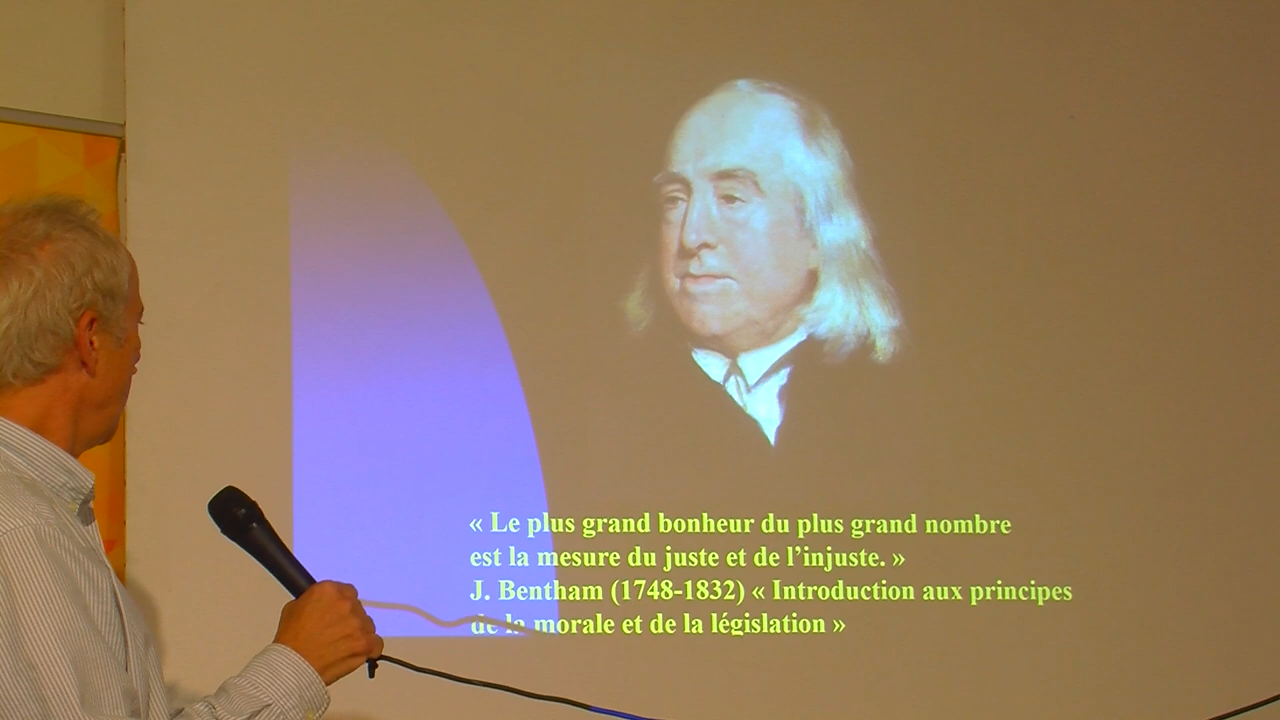 « Le plus grand bonheur du plus grand nombre
est la mesure du juste et de l’injuste. »
J. Bentham (1748-1832) « Introduction aux principes
de la morale et de la législation »